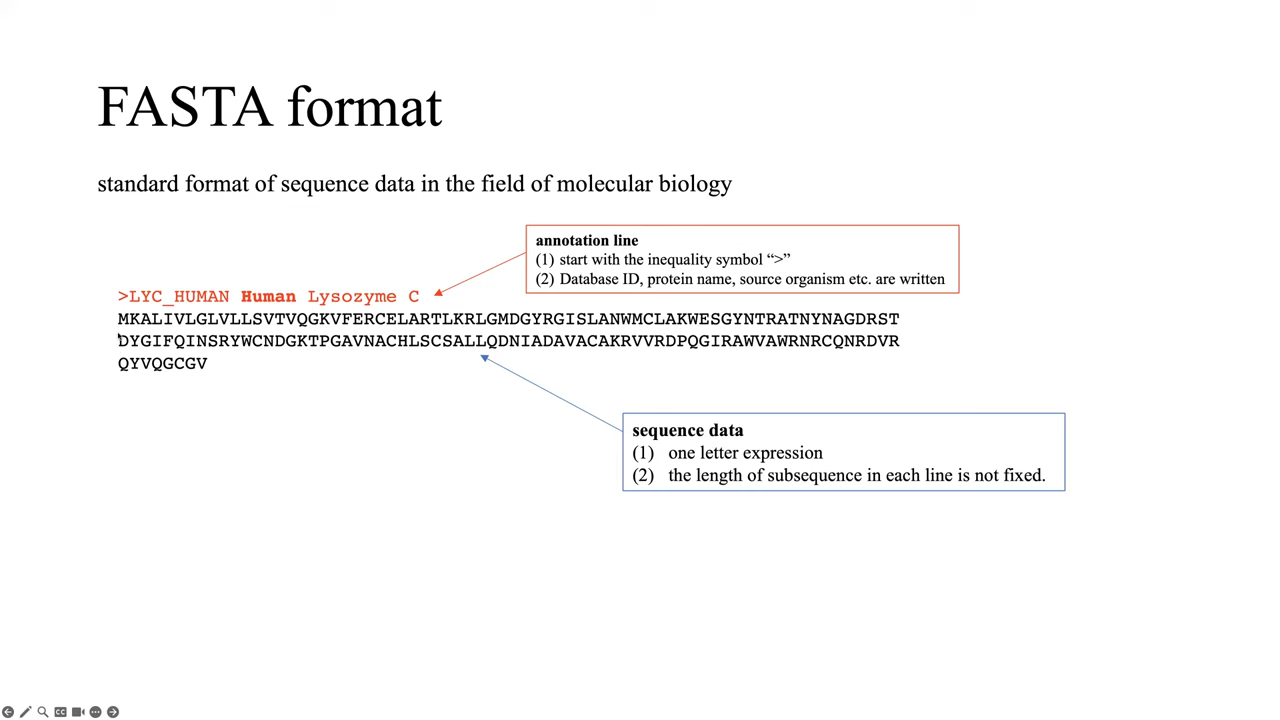 FASTA format
standard format of sequence data in the field of molecular biology
annotation line
(1) start with the inequality symbol “>”
(2) Database ID, protein name, source organism etc. are written
>LYC_HUMAN Human Lysozyme C
MKALIVLGLVLLSVTVQGKVFERCELARTLKRLGMDGYRGISLANWMCLAKWESGYNTRATNYNAGDRST
DYGIFQINSRYWCNDGKTPGAVNACHLSCSALLQDNIADAVACAKRVVRDPQGIRAWVAWRNRCQNRDVR
QYVQGCGV
sequence data
(1) one letter expression
(2) the length of subsequence in each line is not fixed.
CC